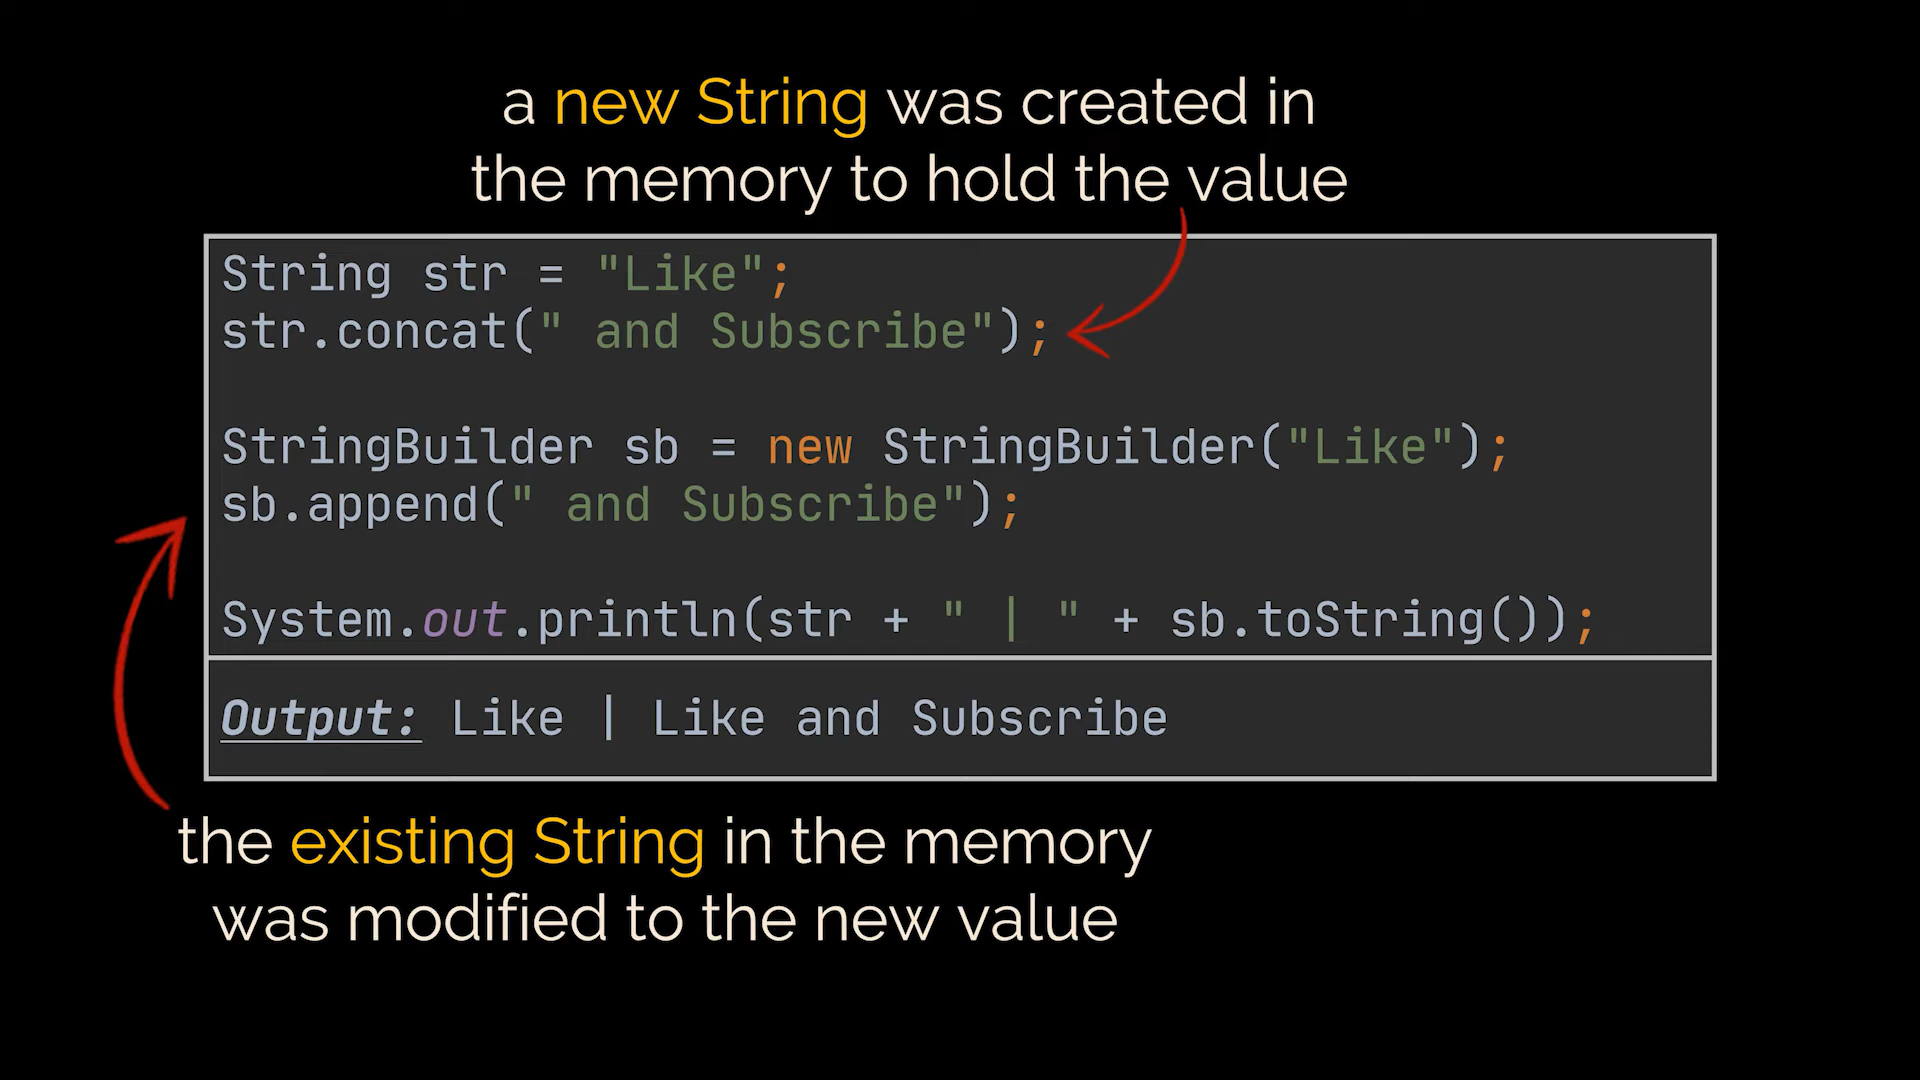 a new String was created in
the memory to hold the value
String str = "Like";
str.concat(" and Subscribe");
StringBuilder sb = new StringBuilder("Like");
sb.append(" and Subscribe");
System.out.println(str + " | " + sb.toString());
Output: Like | Like and Subscribe
the existing String in the memory
was modified to the new value